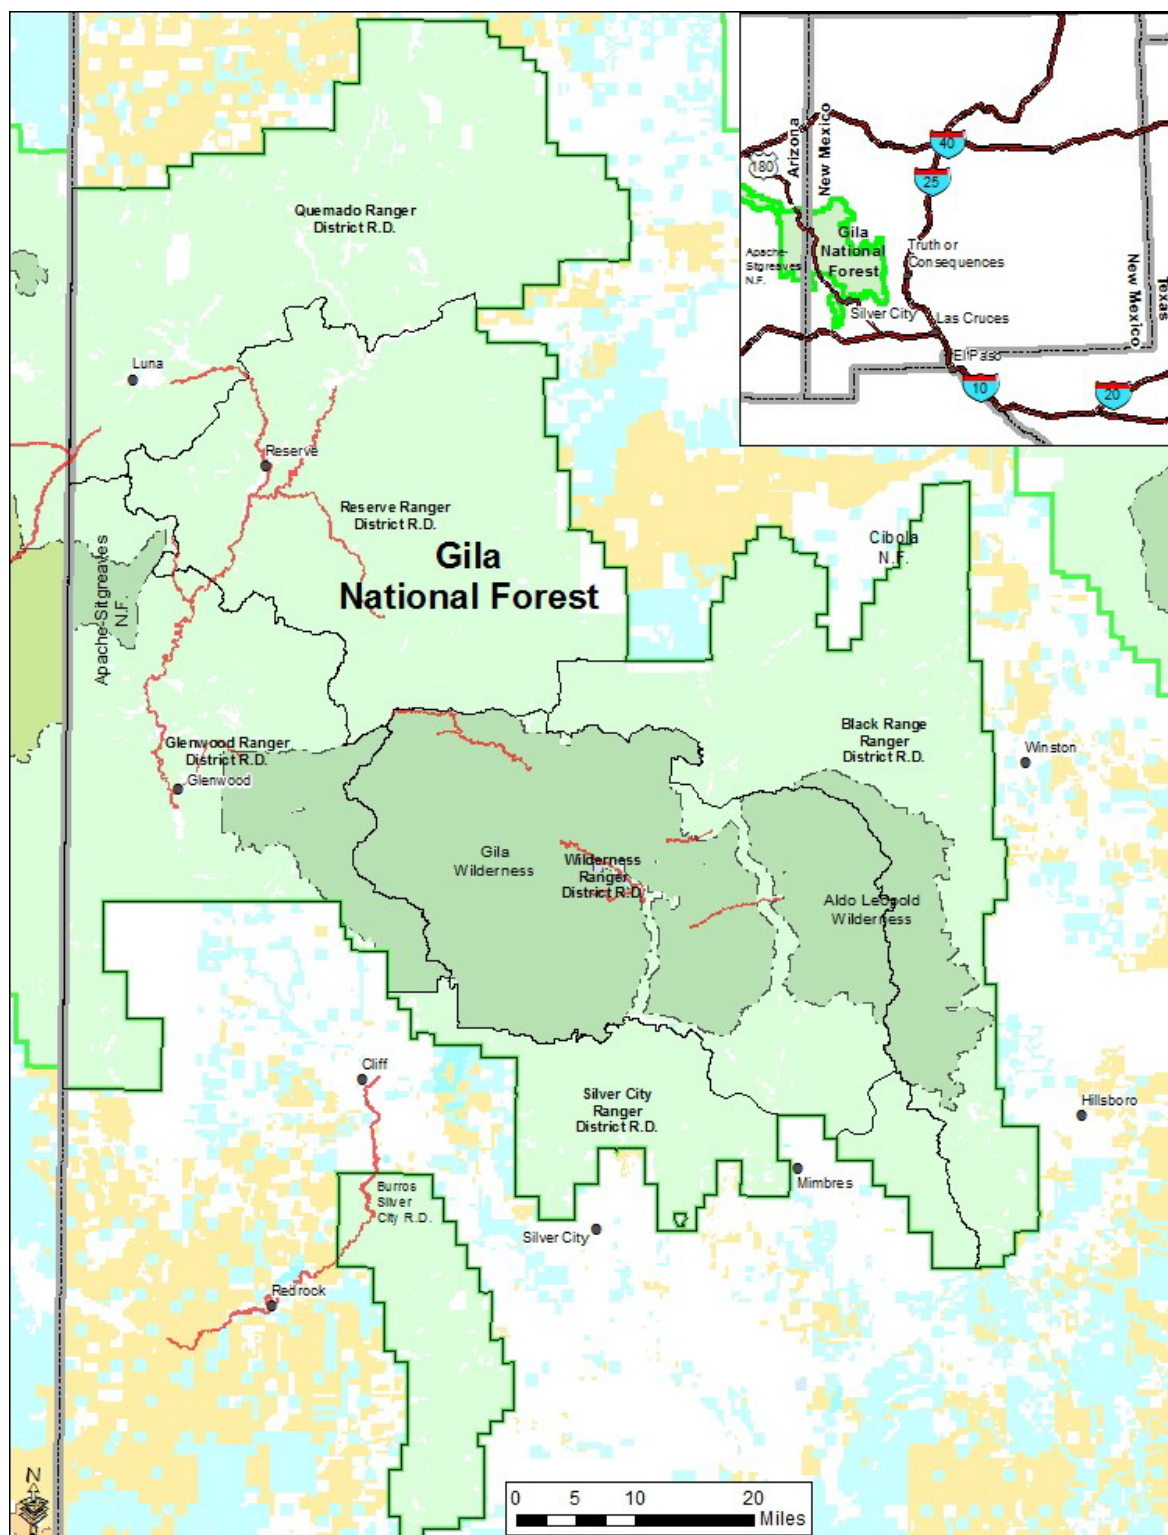 Quemado Ranger
District R.D.
Luna
Reserve
Reserve Ranger
District R.D.
Gila
National Forest
Apache-Sitgreaves
N.F.
Cibola
N.F.
Glenwood Ranger
District R.D.
Glenwood
Black Range
Ranger
District R.D.
Winston
Gila
Wilderness
Wilderness
Ranger
District R.D.
Aldo Leopold
Wilderness
Cliff
Silver City
Ranger
District R.D.
Hillsboro
Mimbres
Burros
Silver
City R.D.
Silver City
Redrock
N
0 5 10 20
Miles
Arizona
New Mexico
180
40
25
Gila
National
Forest
Apache-
Sitgreaves
N.F.
Truth or
Consequences
Silver City
Las Cruces
El Paso
New Mexico
Texas
10
20